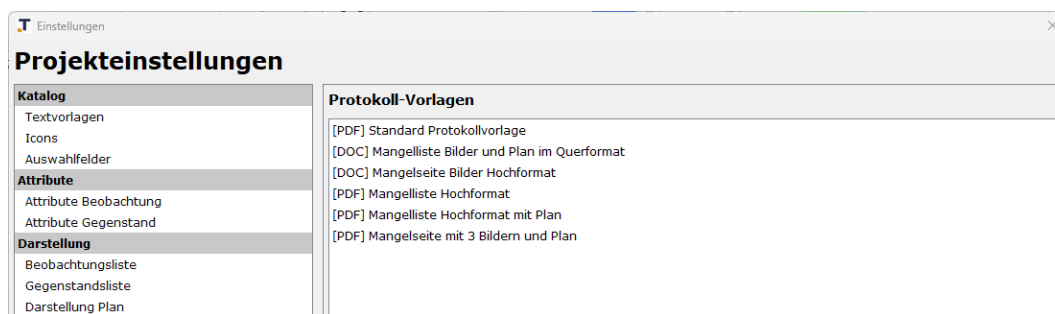 Einstellungen
Projekteinstellungen
Katalog
Textvorlagen
Icons
Auswahlfelder
Attribute
Attribute Beobachtung
Attribute Gegenstand
Darstellung
Beobachtungsliste
Gegenstandsliste
Darstellung Plan
Protokoll-Vorlagen
[PDF] Standard Protokollvorlage
[DOC] Mangelliste Bilder und Plan im Querformat
[DOC] Mangelseite Bilder Hochformat
[PDF] Mangelliste Hochformat
[PDF] Mangelliste Hochformat mit Plan
[PDF] Mangelseite mit 3 Bildern und Plan